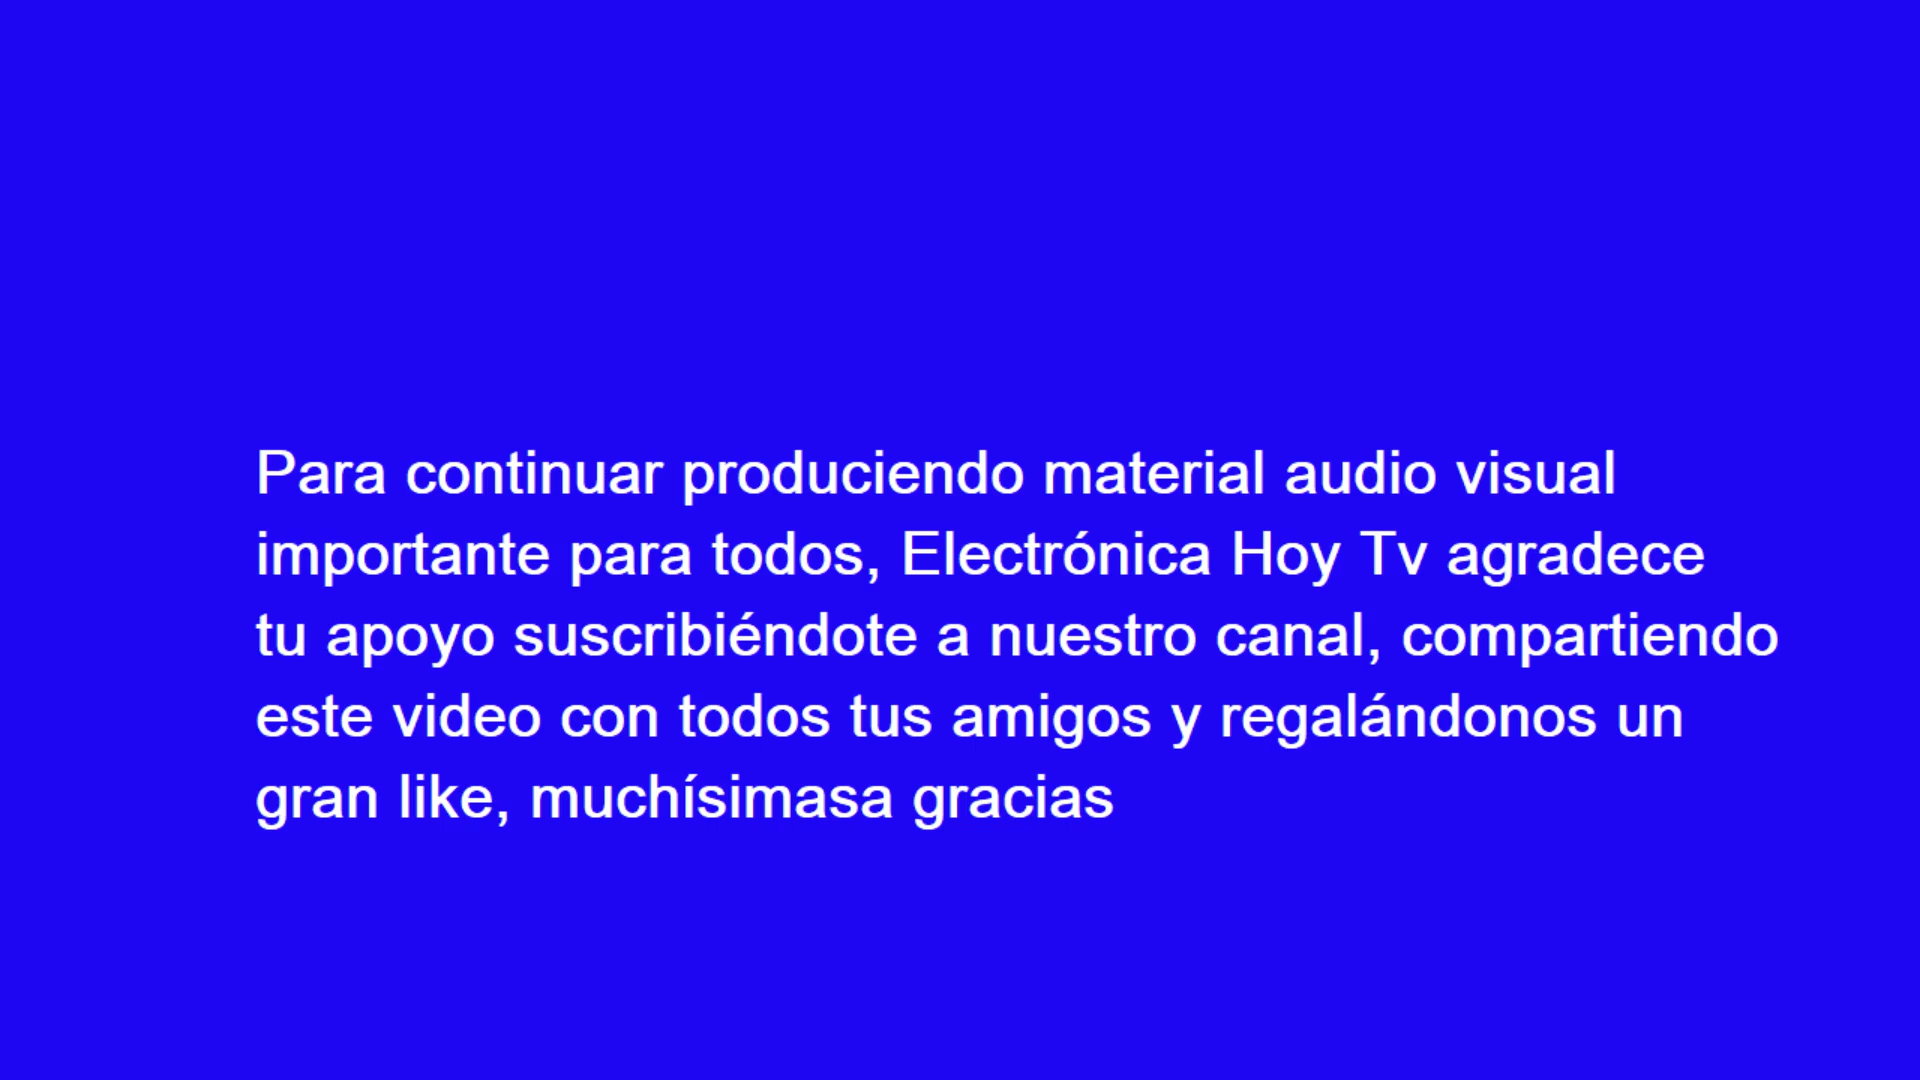 Para continuar produciendo material audio visual
importante para todos, Electrónica Hoy Tv agradece
tu apoyo suscribiéndote a nuestro canal, compartiendo
este video con todos tus amigos y regalándonos un
gran like, muchísimasa gracias